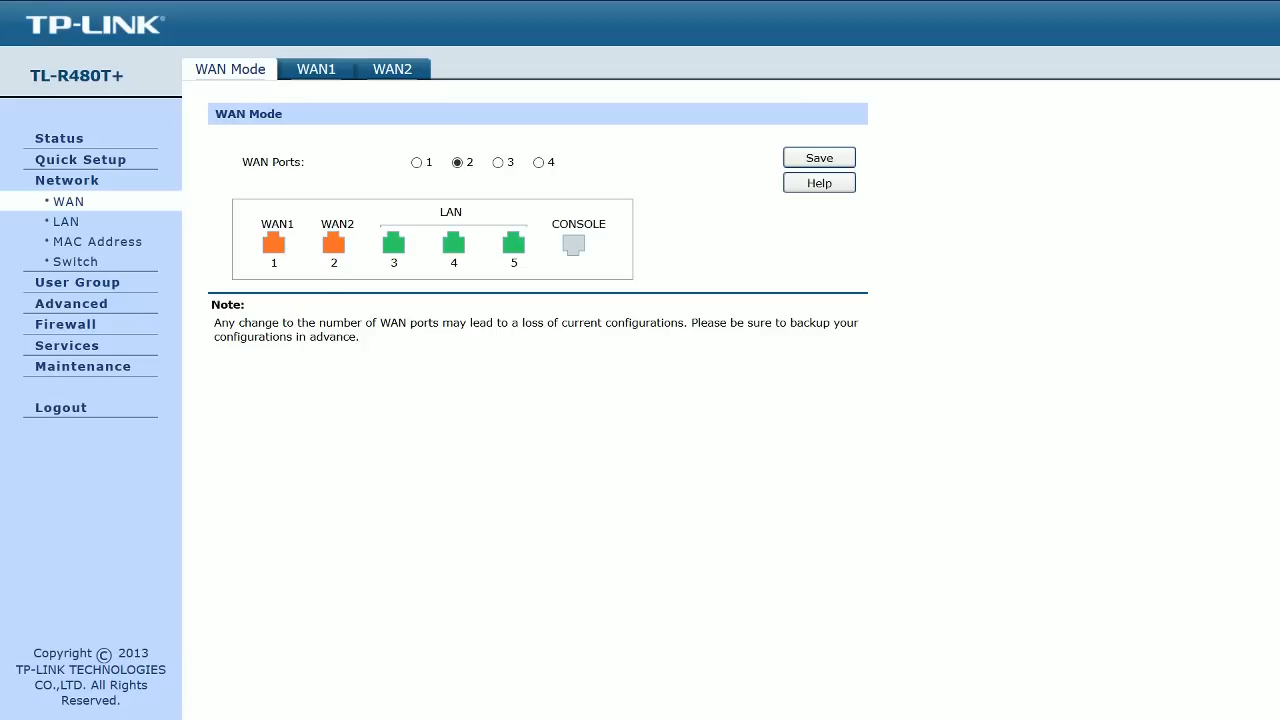 TP-LINK
TL-R480T+
WAN Mode WAN1 WAN2
Status
Quick Setup
Network
WAN
LAN
MAC Address
Switch
User Group
Advanced
Firewall
Services
Maintenance
Logout
Copyright © 2013
TP-LINK TECHNOLOGIES
CO.,LTD. All Rights
Reserved.
WAN Mode
WAN Ports: 1 2 3 4
Save
Help
LAN
WAN1 WAN2 CONSOLE
1 2 3 4 5
Note:
Any change to the number of WAN ports may lead to a loss of current configurations. Please be sure to backup your
configurations in advance.